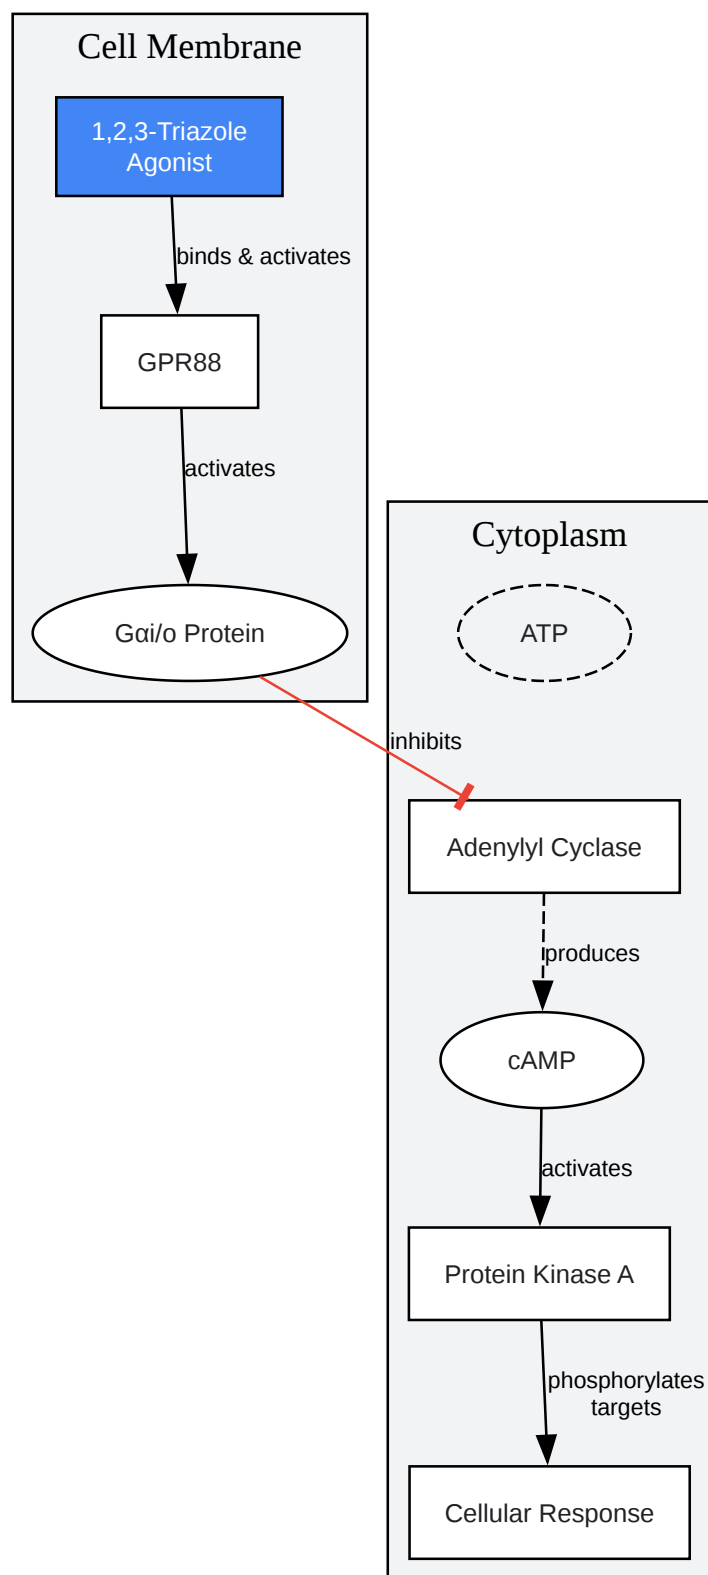 Cell Membrane
1,2,3-Triazole
Agonist
binds & activates
GPR88
activates
Gαi/o Protein
Cytoplasm
ATP
inhibits
Adenylyl Cyclase
produces
cAMP
activates
Protein Kinase A
phosphorylates
targets
Cellular Response